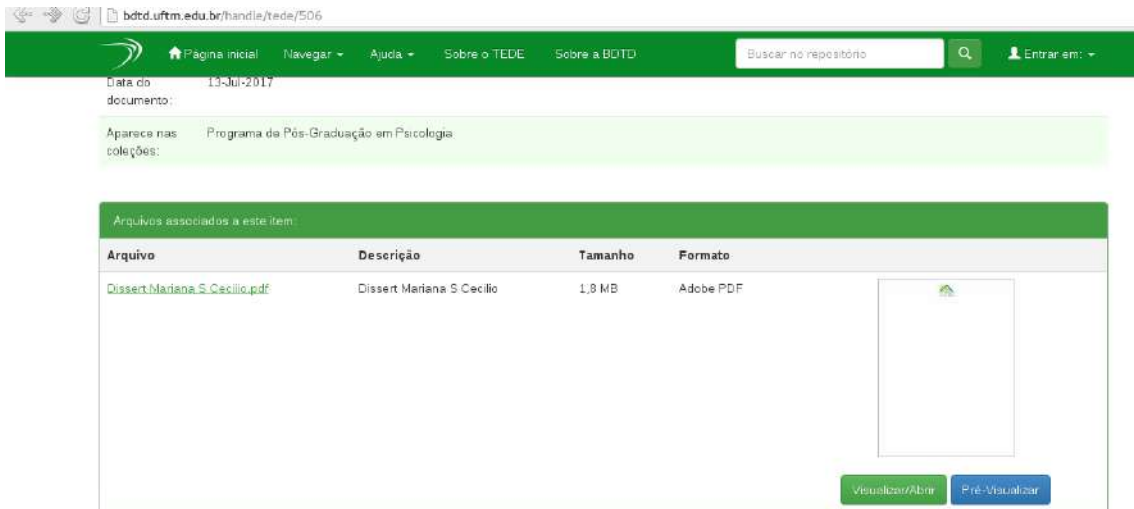 bdtd.uftm.edu.br/handle/tede/506
Página inicial Navegar Ajuda Sobre o TEDE Sobre a BDTD Buscar no repositório Entrar em:
Data do documento: 13-Jul-2017
Aparece nas coleções: Programa de Pós-Graduação em Psicologia
Arquivos associados a este item:
Arquivo Descrição Tamanho Formato
Dissert Mariana S Cecilio.pdf Dissert Mariana S Cecilio 1,8 MB Adobe PDF
Visualizar/Abrir Pré-Visualizar